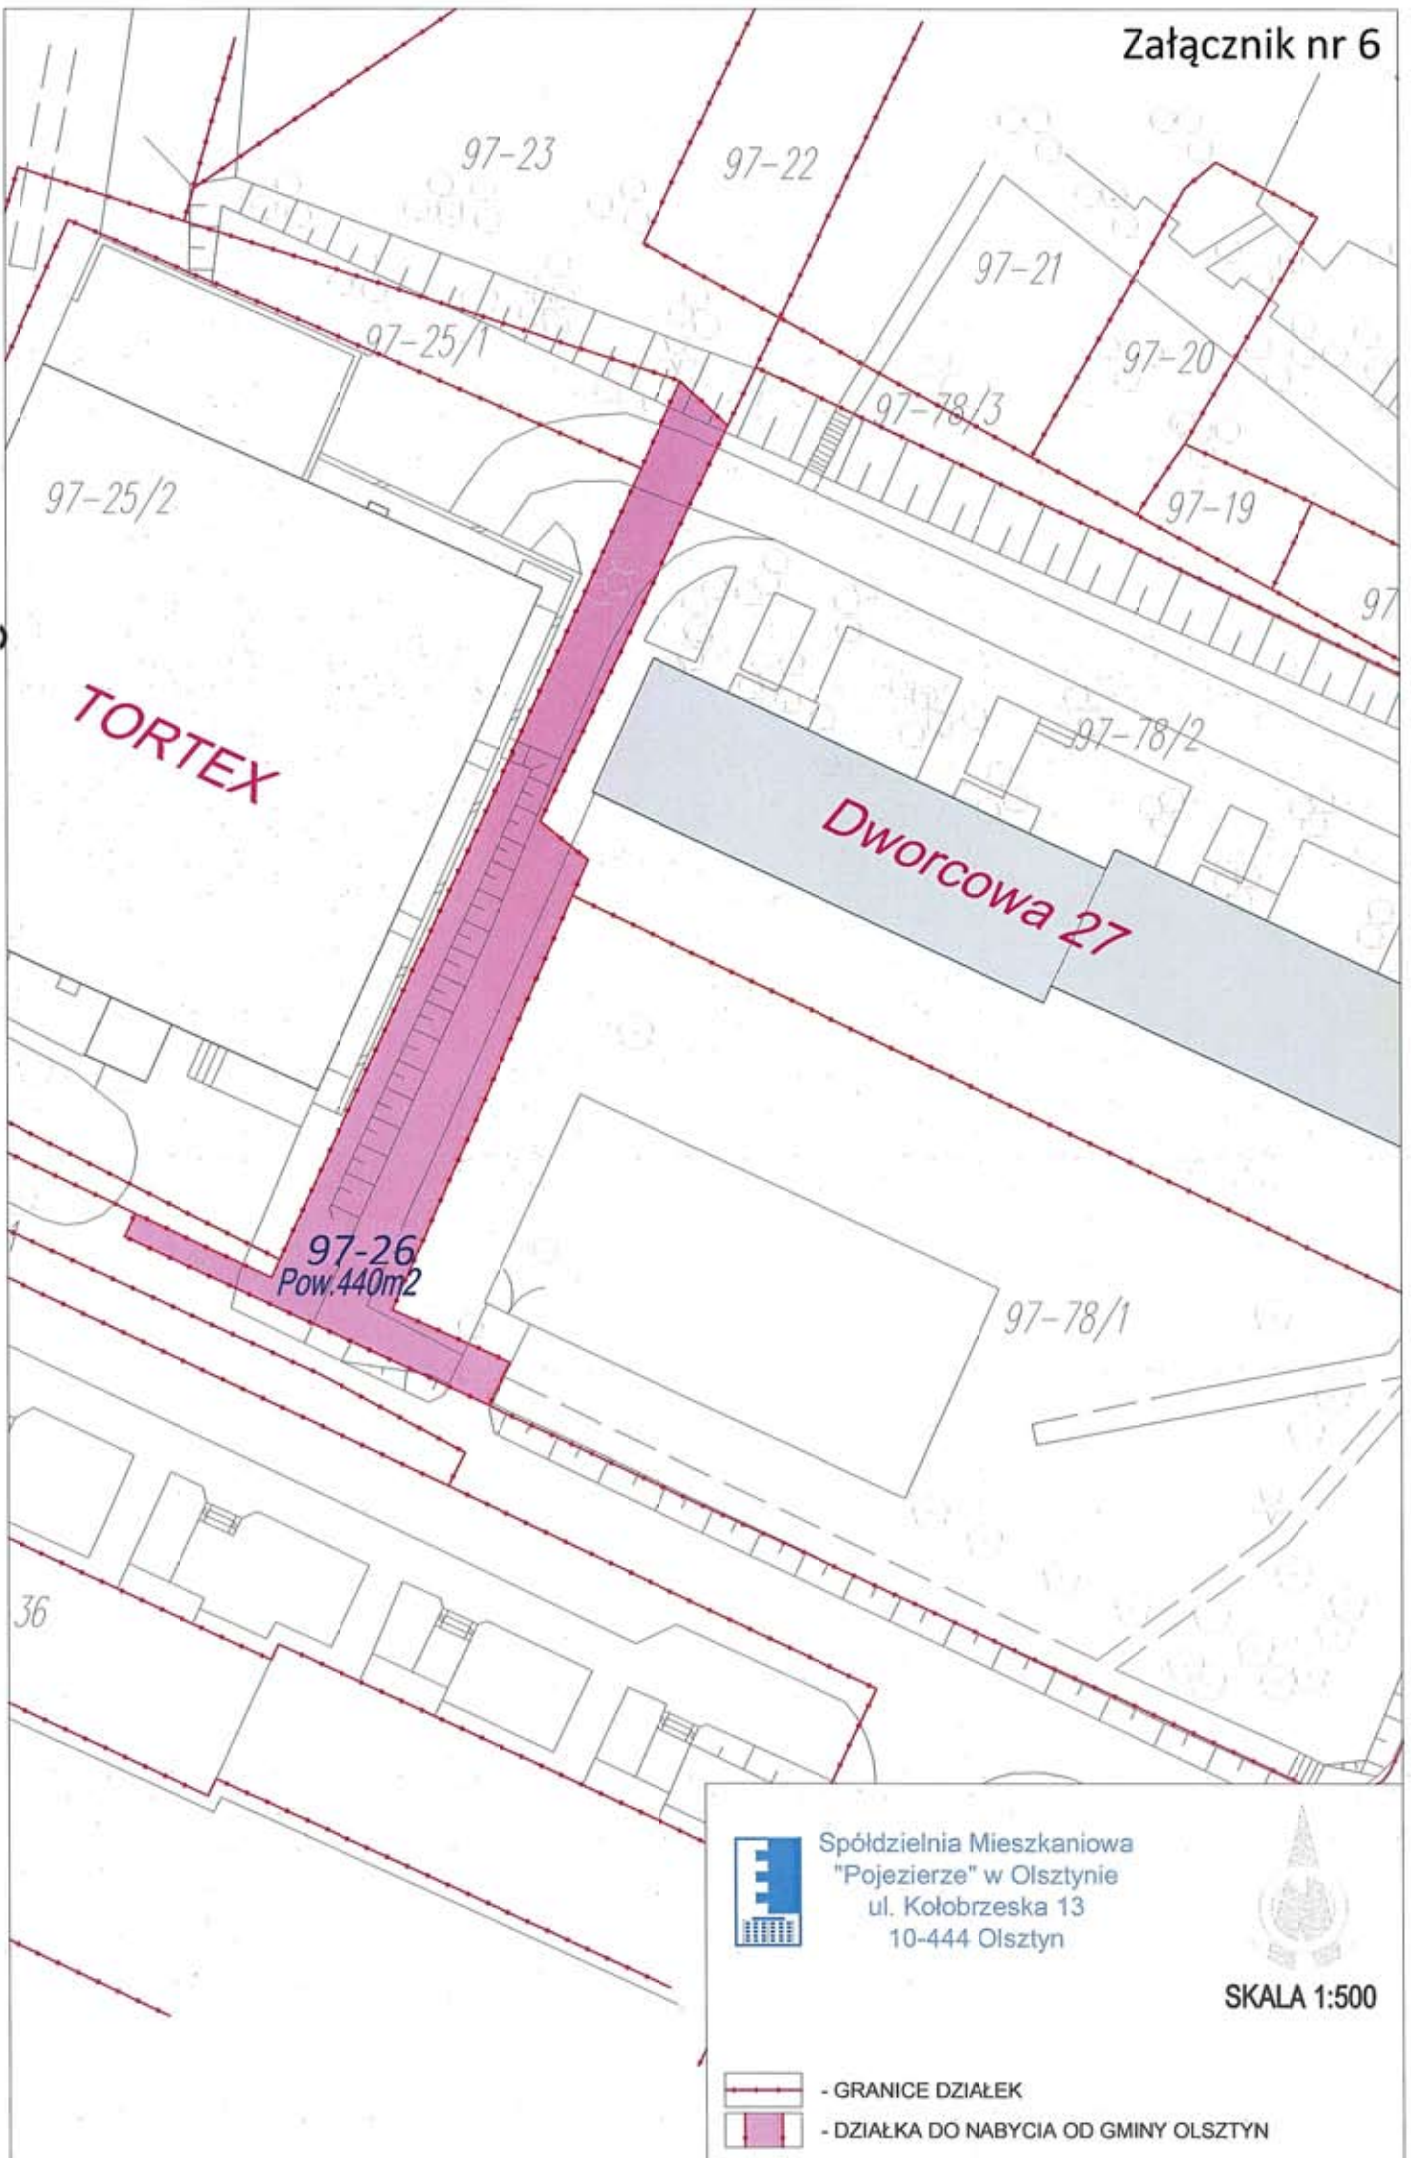 Załącznik nr 6
97-23
97-22
97-21
97-25/1
97-20
97-78/3
97-25/2
97-19
97
TORTEX
97-78/2
Dworcowa 27
97-26
Pow.440m2
97-78/1
36
Spółdzielnia Mieszkaniowa
"Pojezierze" w Olsztynie
ul. Kołobrzeska 13
10-444 Olsztyn
SKALA 1:500
- GRANICE DZIAŁEK
- DZIAŁKA DO NABYCIA OD GMINY OLSZTYN